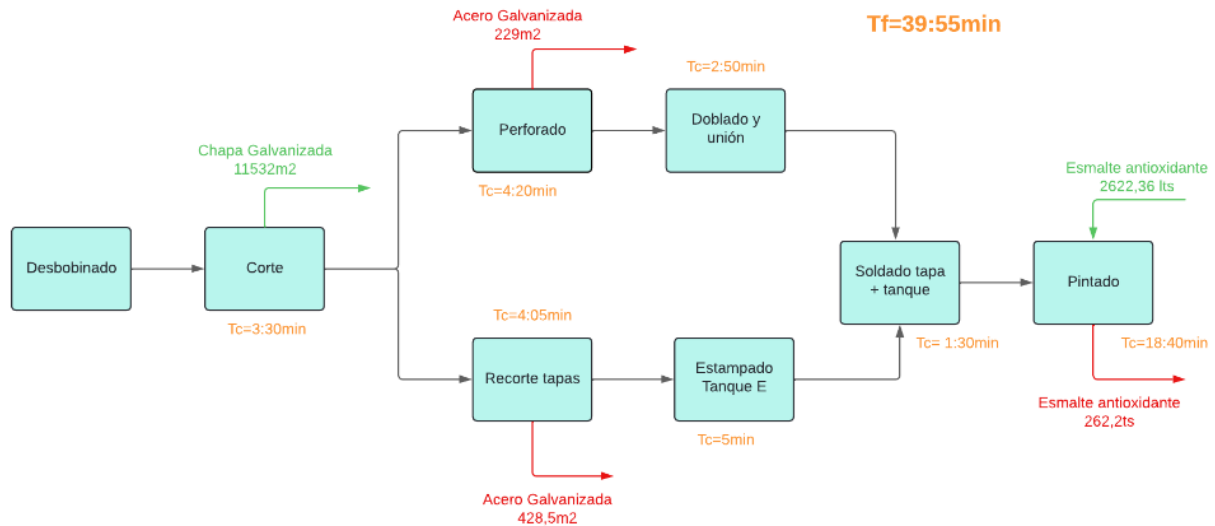 Acero Galvanizada
229m2
Tf=39:55min
Tc=2:50min
Perforado
Doblado y
unión
Chapa Galvanizada
11532m2
Tc=4:20min
Esmalte antioxidante
2622,36 lts
Desbobinado
Corte
Soldado tapa
+ tanque
Pintado
Tc=3:30min
Tc=4:05min
Tc= 1:30min
Tc=18:40min
Recorte tapas
Estampado
Tanque E
Esmalte antioxidante
262,2ts
Tc=5min
Acero Galvanizada
428,5m2